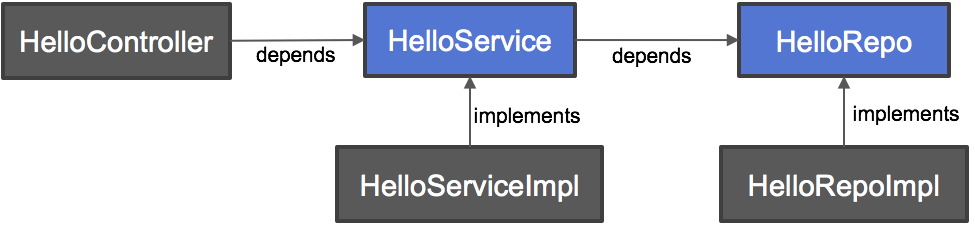 HelloController
depends
HelloService
depends
HelloRepo
implements
implements
HelloServiceImpl
HelloRepoImpl